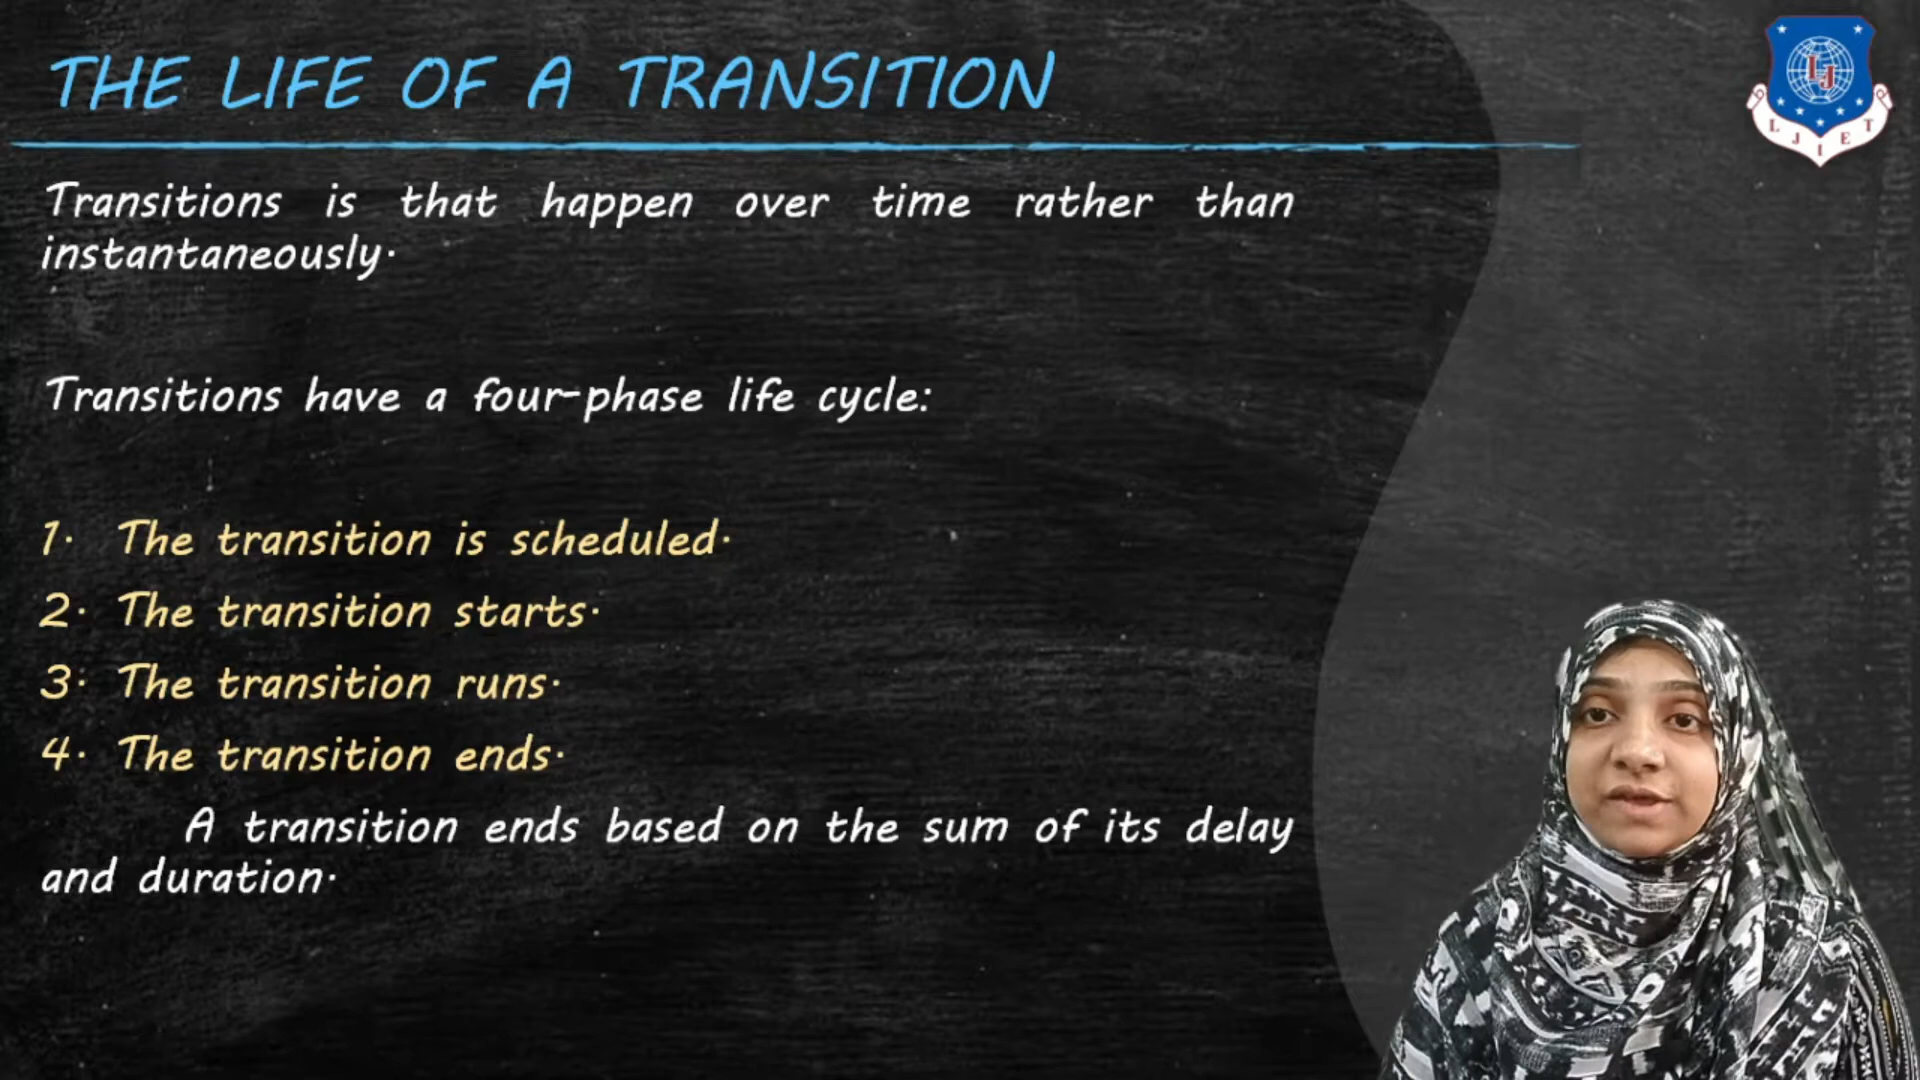 THE LIFE OF A TRANSITION
Transitions is that happen over time rather than
instantaneously.
Transitions have a four-phase life cycle:
1. The transition is scheduled.
2. The transition starts.
3. The transition runs.
4. The transition ends.
A transition ends based on the sum of its delay
and duration.
LJ
LJIET